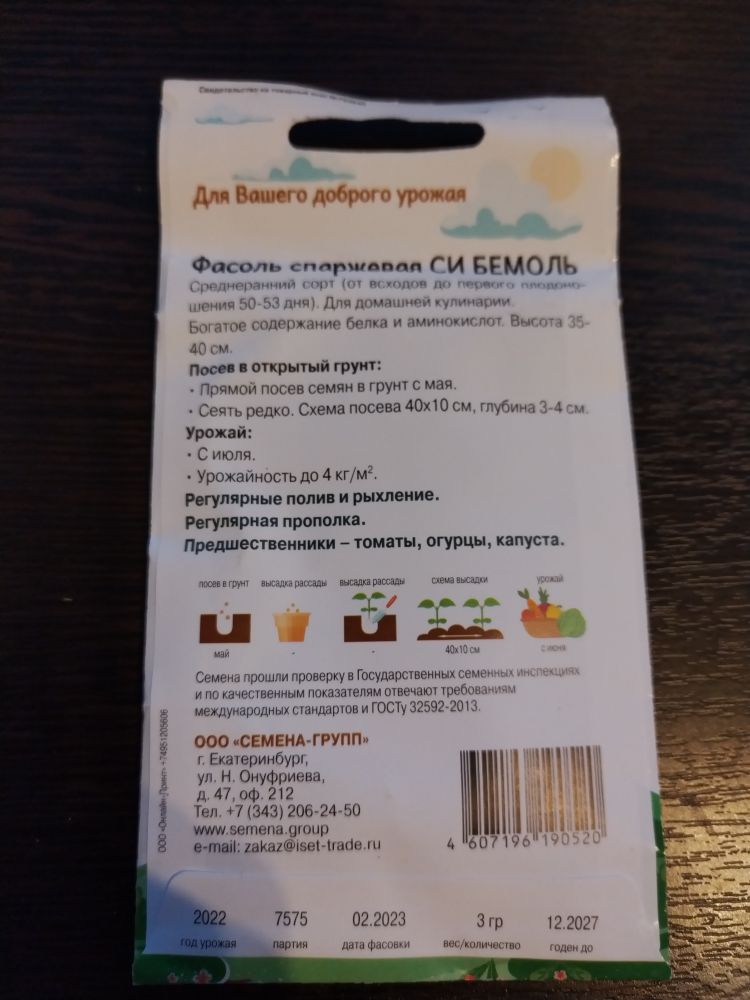 Для Вашего доброго урожая
Фасоль спаржевая СИ БЕМОЛЬ
Среднеранний сорт (от всходов до первого плодоно-
шения 50-53 дня). Для домашней кулинарии.
Богатое содержание белка и аминокислот. Высота 35-
40 см.
Посев в открытый грунт:
• Прямой посев семян в грунт с мая.
• Сеять редко. Схема посева 40х10 см, глубина 3-4 см.
Урожай:
• С июля.
• Урожайность до 4 кг/м².
Регулярные полив и рыхление.
Регулярная прополка.
Предшественники – томаты, огурцы, капуста.
посев в грунт высадка рассады высадка рассады схема высадки урожай
май - - 40х10 см с июня
Семена прошли проверку в Государственных семенных инспекциях
и по качественным показателям отвечают требованиям
международных стандартов и ГОСТу 32592-2013.
ООО «СЕМЕНА-ГРУПП»
г. Екатеринбург,
ул. Н. Онуфриева,
д. 47, оф. 212
Тел. +7 (343) 206-24-50
www.semena.group
e-mail: zakaz@iset-trade.ru
4 607196 190520
ООО «Онлайн-Принт» +74951205606
2022 7575 02.2023 3 гр 12.2027
год урожая партия дата фасовки вес/количество годен до